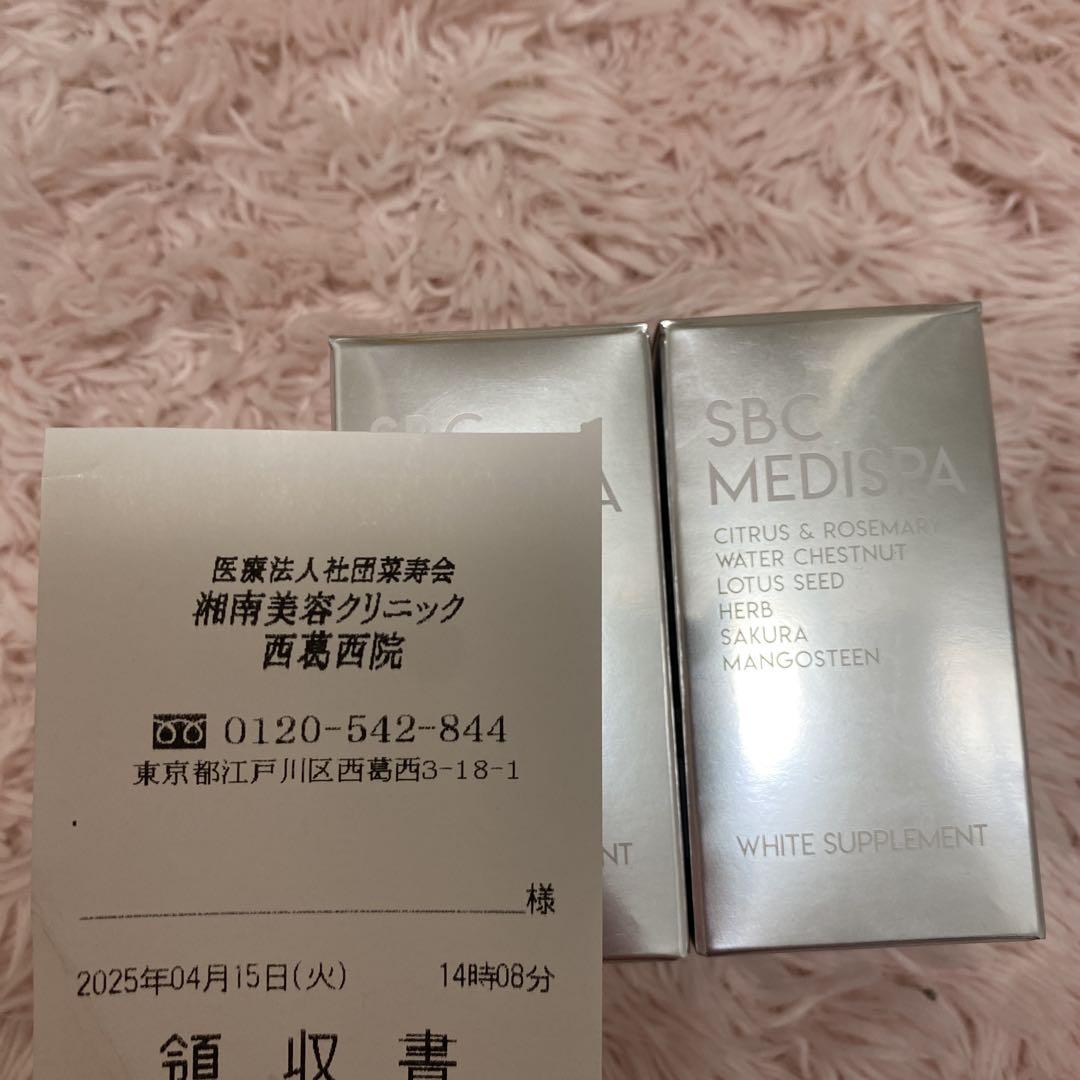 医療法人社団菜寿会
湘南美容クリニック
西葛西院
0120-542-844
東京都江戸川区西葛西3-18-1
様
2025年04月15日(火) 14時08分
領収書
SBC
A
NT
SBC
MEDISPA
CITRUS & ROSEMARY
WATER CHESTNUT
LOTUS SEED
HERB
SAKURA
MANGOSTEEN
WHITE SUPPLEMENT